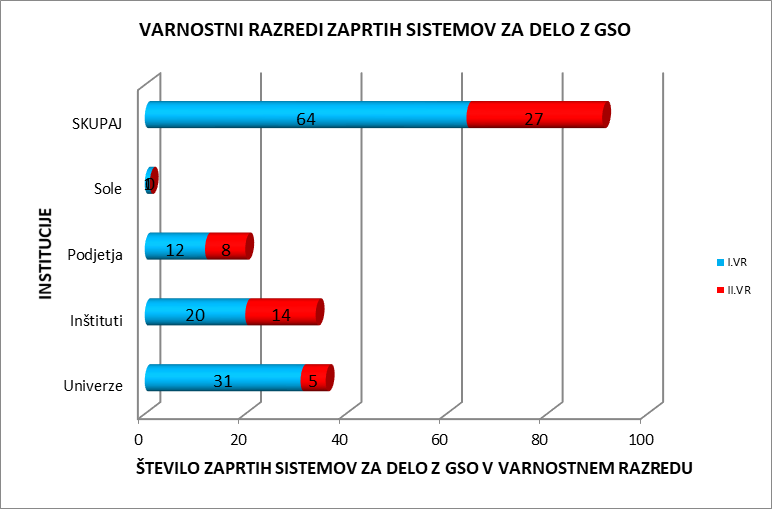 VARNOSTNI RAZREDI ZAPRTIH SISTEMOV ZA DELO Z GSO
INSTITUCIJE
SKUPAJ 64 27
Sole 1 0
Podjetja 12 8
Inštituti 20 14
Univerze 31 5
0 20 40 60 80 100
ŠTEVILO ZAPRTIH SISTEMOV ZA DELO Z GSO V VARNOSTNEM RAZREDU
I.VR
II.VR